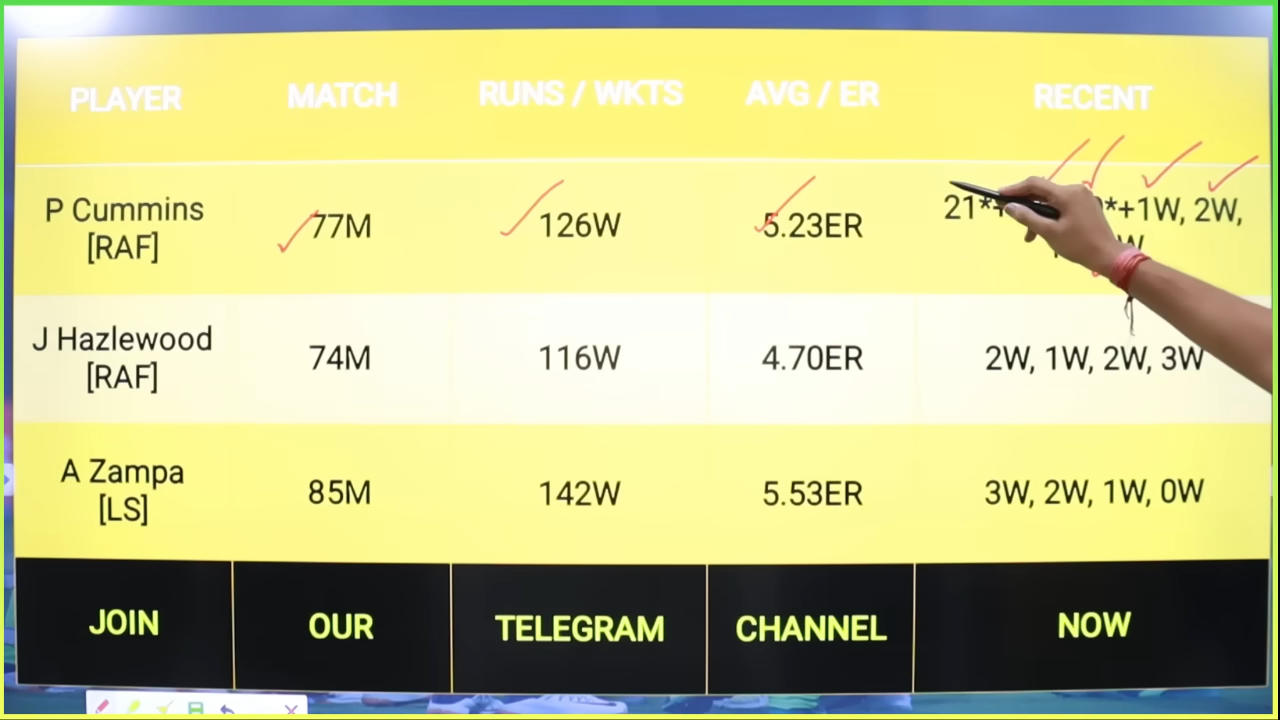 PLAYER MATCH RUNS / WKTS AVG / ER RECENT
P Cummins
[RAF] 77M 126W 5.23ER 21* *+1W, 2W,
J Hazlewood
[RAF] 74M 116W 4.70ER 2W, 1W, 2W, 3W
A Zampa
[LS] 85M 142W 5.53ER 3W, 2W, 1W, 0W
JOIN OUR TELEGRAM CHANNEL NOW